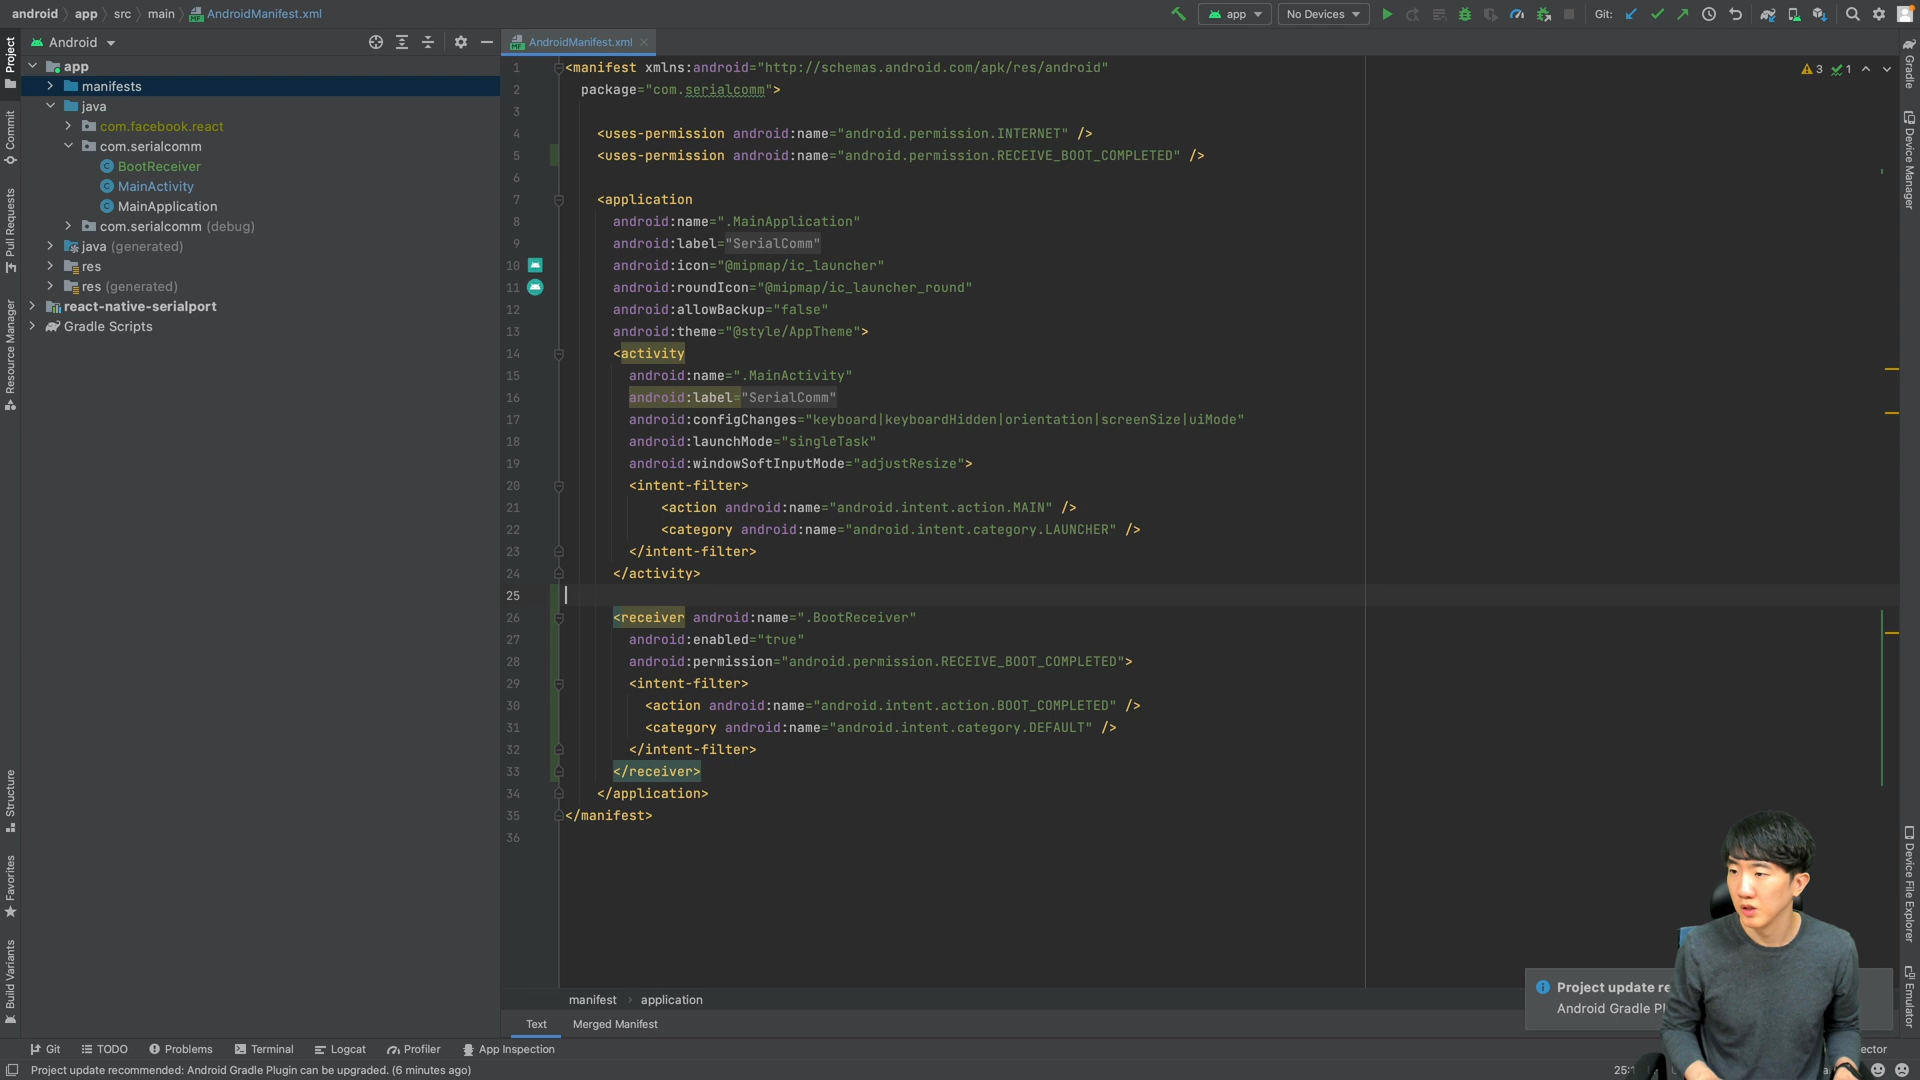 android app src main AndroidManifest.xml
app No Devices Git:
Android
AndroidManifest.xml
app
manifests
java
com.facebook.react
com.serialcomm
BootReceiver
MainActivity
MainApplication
com.serialcomm (debug)
java (generated)
res
res (generated)
react-native-serialport
Gradle Scripts
Project
Commit
Pull Requests
Resource Manager
Structure
Favorites
Build Variants
3 1
1 <manifest xmlns:android="http://schemas.android.com/apk/res/android"
2 package="com.serialcomm">
3
4 <uses-permission android:name="android.permission.INTERNET" />
5 <uses-permission android:name="android.permission.RECEIVE_BOOT_COMPLETED" />
6
7 <application
8 android:name=".MainApplication"
9 android:label="SerialComm"
10 android:icon="@mipmap/ic_launcher"
11 android:roundIcon="@mipmap/ic_launcher_round"
12 android:allowBackup="false"
13 android:theme="@style/AppTheme">
14 <activity
15 android:name=".MainActivity"
16 android:label="SerialComm"
17 android:configChanges="keyboard|keyboardHidden|orientation|screenSize|uiMode"
18 android:launchMode="singleTask"
19 android:windowSoftInputMode="adjustResize">
20 <intent-filter>
21 <action android:name="android.intent.action.MAIN" />
22 <category android:name="android.intent.category.LAUNCHER" />
23 </intent-filter>
24 </activity>
25
26 <receiver android:name=".BootReceiver"
27 android:enabled="true"
28 android:permission="android.permission.RECEIVE_BOOT_COMPLETED">
29 <intent-filter>
30 <action android:name="android.intent.action.BOOT_COMPLETED" />
31 <category android:name="android.intent.category.DEFAULT" />
32 </intent-filter>
33 </receiver>
34 </application>
35 </manifest>
36
Gradle
Device Manager
Device File Explorer
Emulator
Project update re
Android Gradle Pl
manifest application
Text Merged Manifest
Git TODO Problems Terminal Logcat Profiler App Inspection ector
Project update recommended: Android Gradle Plugin can be upgraded. (6 minutes ago) 25:1